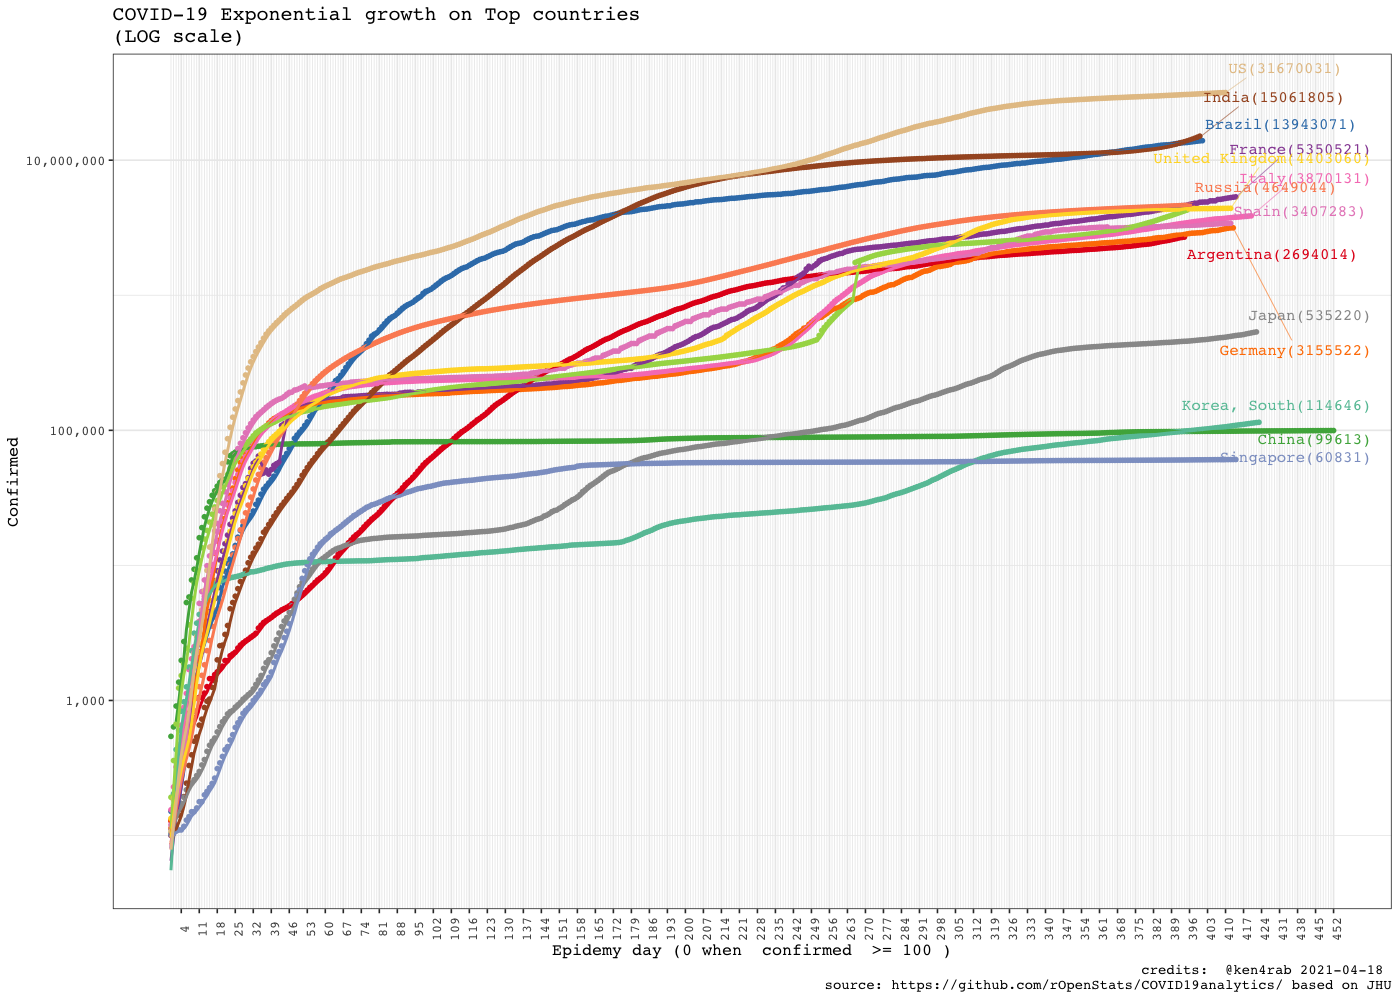 COVID-19 Exponential growth on Top countries
(LOG scale)
US(31670031)
India(15061805)
Brazil(13943071)
France(5350521)
United Kingdom(4403060)
Italy(3870131)
Russia(4649044)
Spain(3407283)
Argentina(2694014)
Japan(535220)
Germany(3155522)
Korea, South(114646)
China(99613)
Singapore(60831)
10,000,000
100,000
1,000
Confirmed
4 11 18 25 32 39 46 53 60 67 74 81 88 95 102 109 116 123 130 137 144 151 158 165 172 179 186 193 200 207 214 221 228 235 242 249 256 263 270 277 284 291 298 305 312 319 326 333 340 347 354 361 368 375 382 389 396 403 410 417 424 431 438 445 452
Epidemy day (0 when  confirmed  >= 100 )
credits:  @ken4rab 2021-04-18
source: https://github.com/rOpenStats/COVID19analytics/ based on JHU